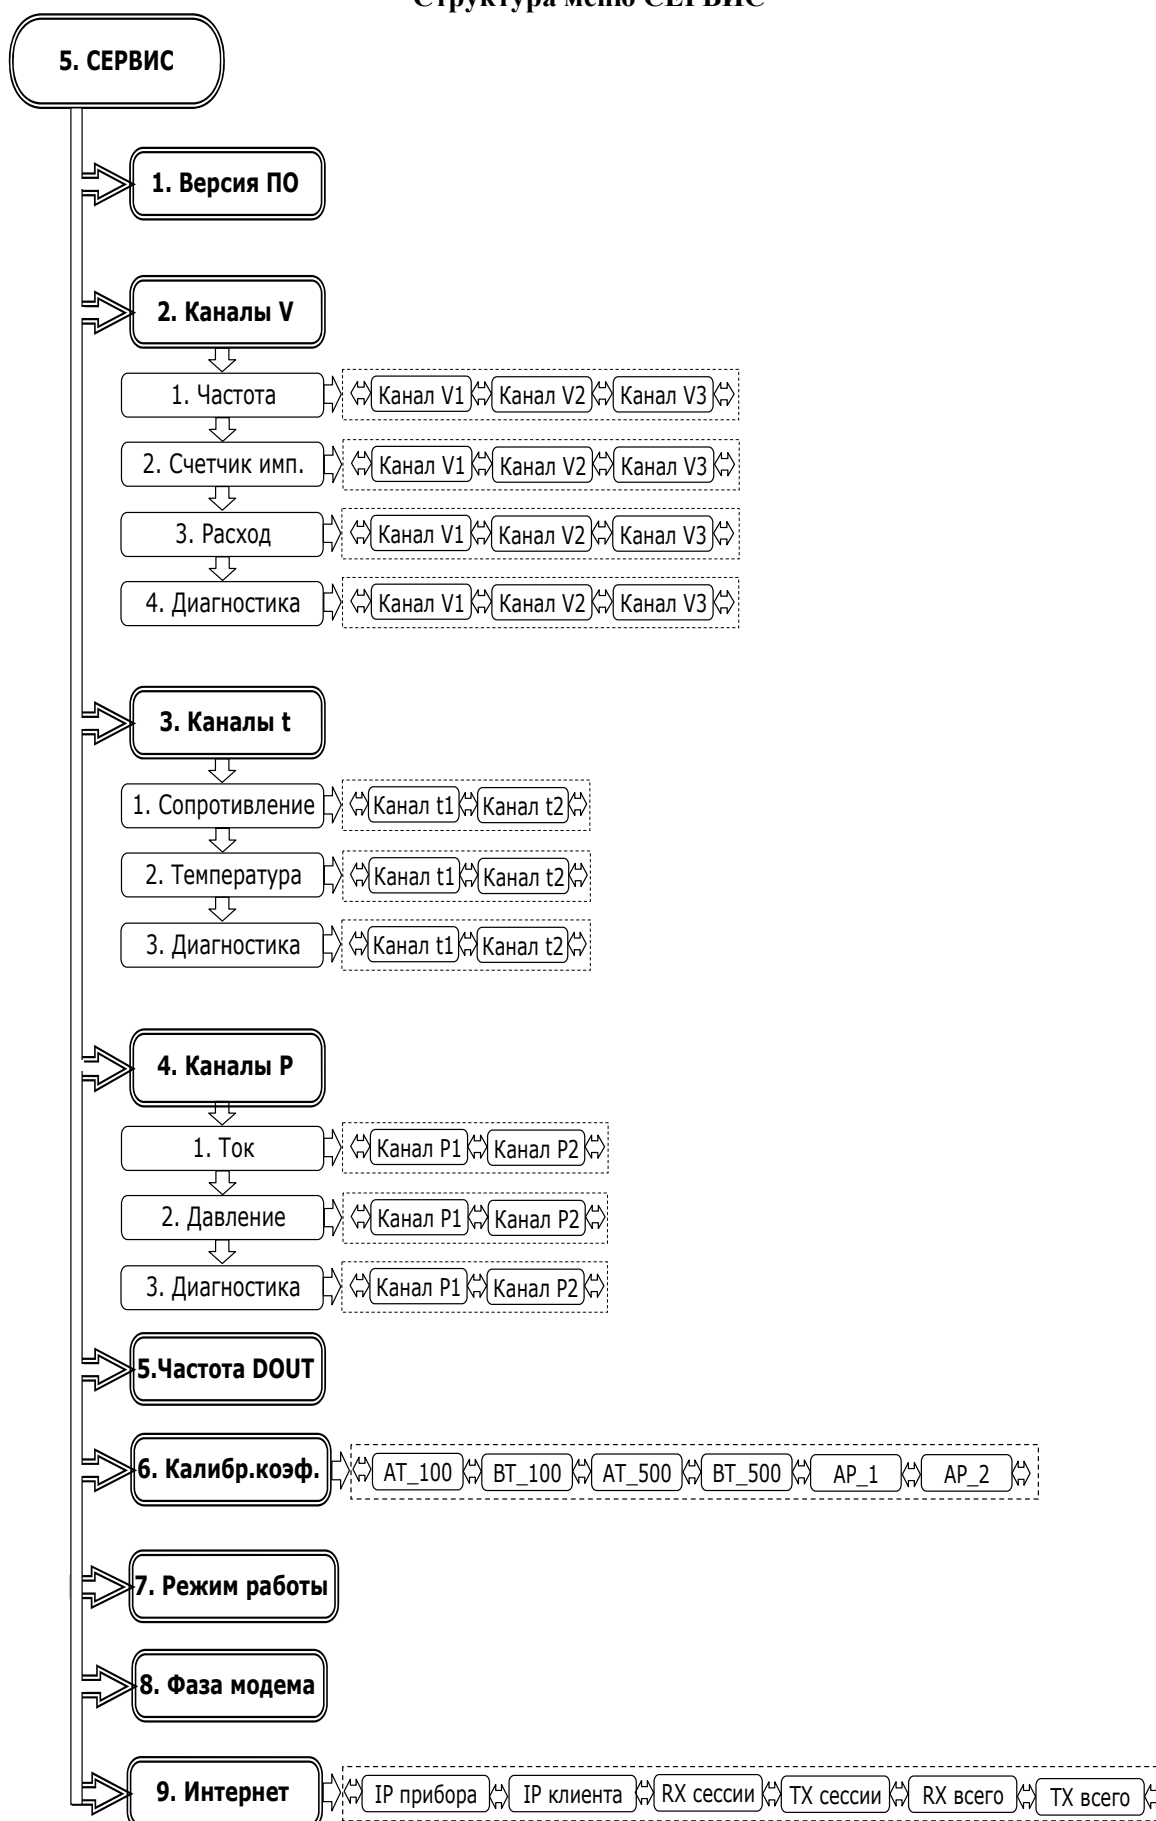 Структура меню СЕРВИС
5. СЕРВИС
1. Версия ПО
2. Каналы V
1. Частота Канал V1 Канал V2 Канал V3
2. Счетчик имп. Канал V1 Канал V2 Канал V3
3. Расход Канал V1 Канал V2 Канал V3
4. Диагностика Канал V1 Канал V2 Канал V3
3. Каналы t
1. Сопротивление Канал t1 Канал t2
2. Температура Канал t1 Канал t2
3. Диагностика Канал t1 Канал t2
4. Каналы P
1. Ток Канал P1 Канал P2
2. Давление Канал P1 Канал P2
3. Диагностика Канал P1 Канал P2
5.Частота DOUT
6. Калибр.коэф. AT_100 BT_100 AT_500 BT_500 AP_1 AP_2
7. Режим работы
8. Фаза модема
9. Интернет IP прибора IP клиента RX сессии TX сессии RX всего TX всего